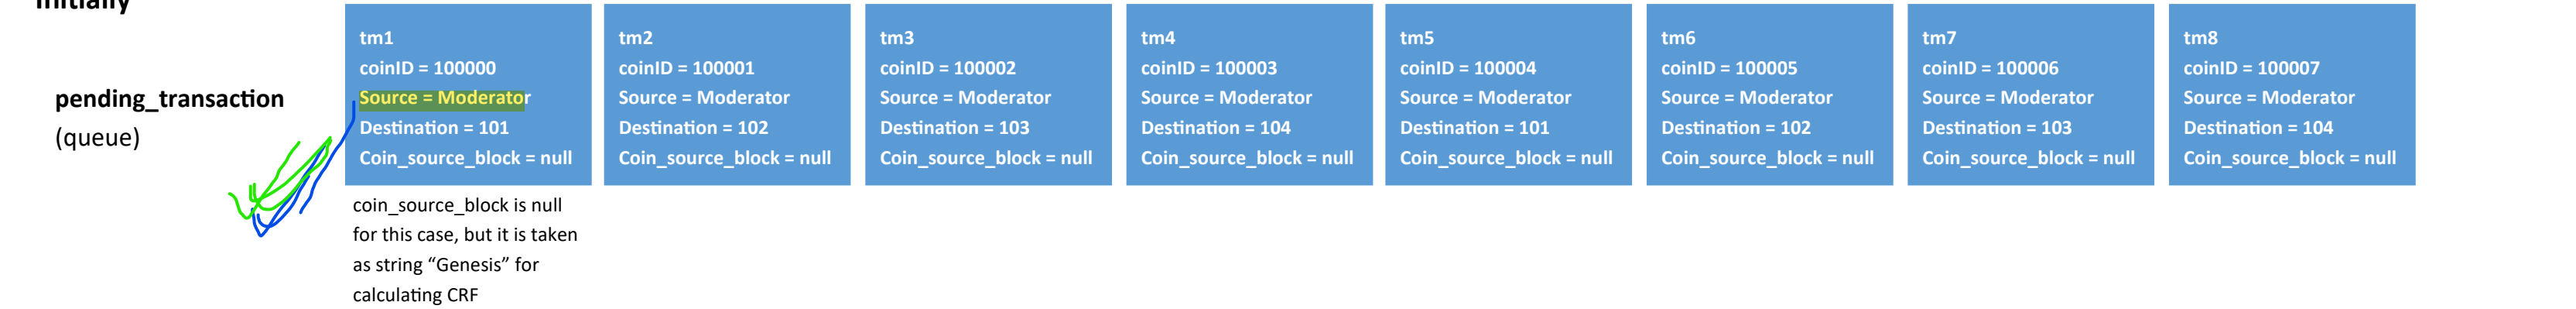 Initially
pending_transaction
(queue)
tm1
coinID = 100000
Source = Moderator
Destination = 101
Coin_source_block = null
tm2
coinID = 100001
Source = Moderator
Destination = 102
Coin_source_block = null
tm3
coinID = 100002
Source = Moderator
Destination = 103
Coin_source_block = null
tm4
coinID = 100003
Source = Moderator
Destination = 104
Coin_source_block = null
tm5
coinID = 100004
Source = Moderator
Destination = 101
Coin_source_block = null
tm6
coinID = 100005
Source = Moderator
Destination = 102
Coin_source_block = null
tm7
coinID = 100006
Source = Moderator
Destination = 103
Coin_source_block = null
tm8
coinID = 100007
Source = Moderator
Destination = 104
Coin_source_block = null
coin_source_block is null
for this case, but it is taken
as string “Genesis” for
calculating CRF